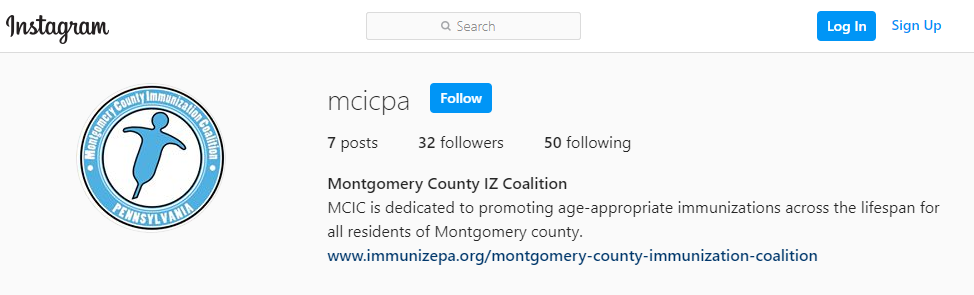 Instagram
Search
Log In
Sign Up
Montgomery County Immunization Coalition
PENNSYLVANIA
mcicpa
Follow
7 posts
32 followers
50 following
Montgomery County IZ Coalition
MCIC is dedicated to promoting age-appropriate immunizations across the lifespan for
all residents of Montgomery county.
www.immunizepa.org/montgomery-county-immunization-coalition